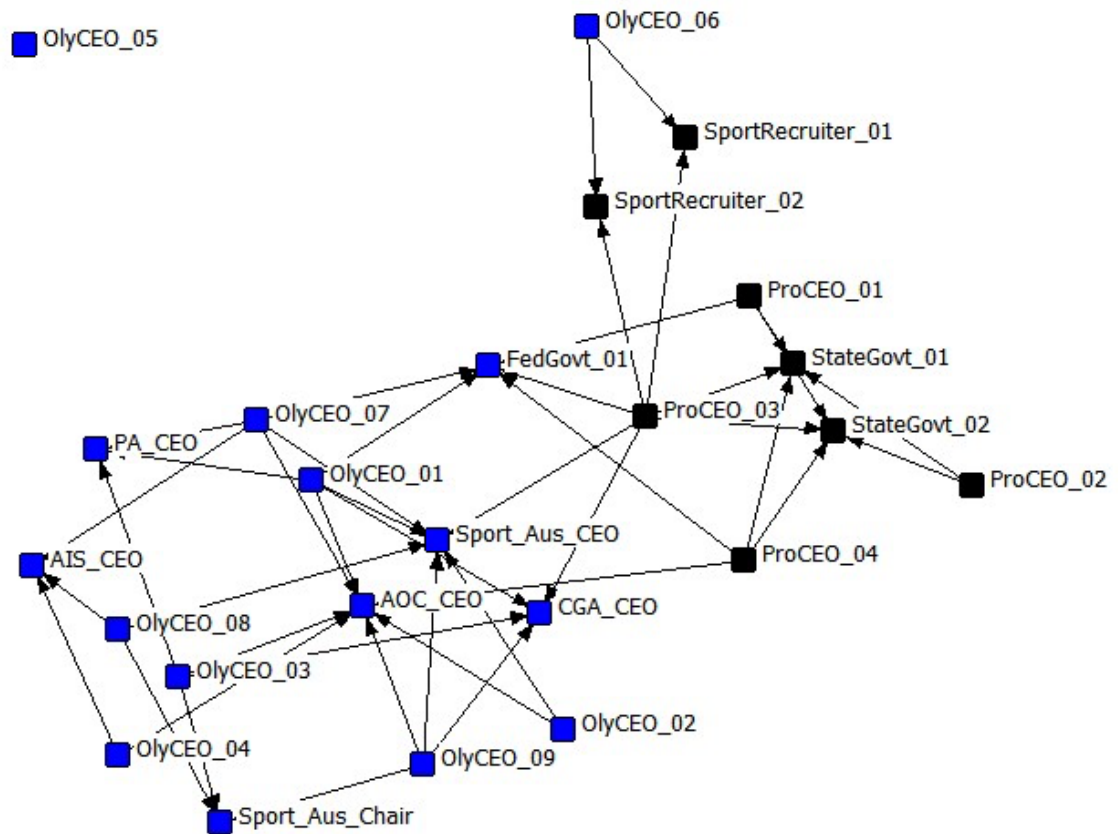 OlyCEO_06
OlyCEO_05
SportRecruiter_01
SportRecruiter_02
ProCEO_01
FedGovt_01
StateGovt_01
OlyCEO_07
ProCEO_03
StateGovt_02
PA_CEO
OlyCEO_01
ProCEO_02
Sport_Aus_CEO
AIS_CEO
ProCEO_04
AOC_CEO
CGA_CEO
OlyCEO_08
OlyCEO_03
OlyCEO_02
OlyCEO_04
OlyCEO_09
Sport_Aus_Chair